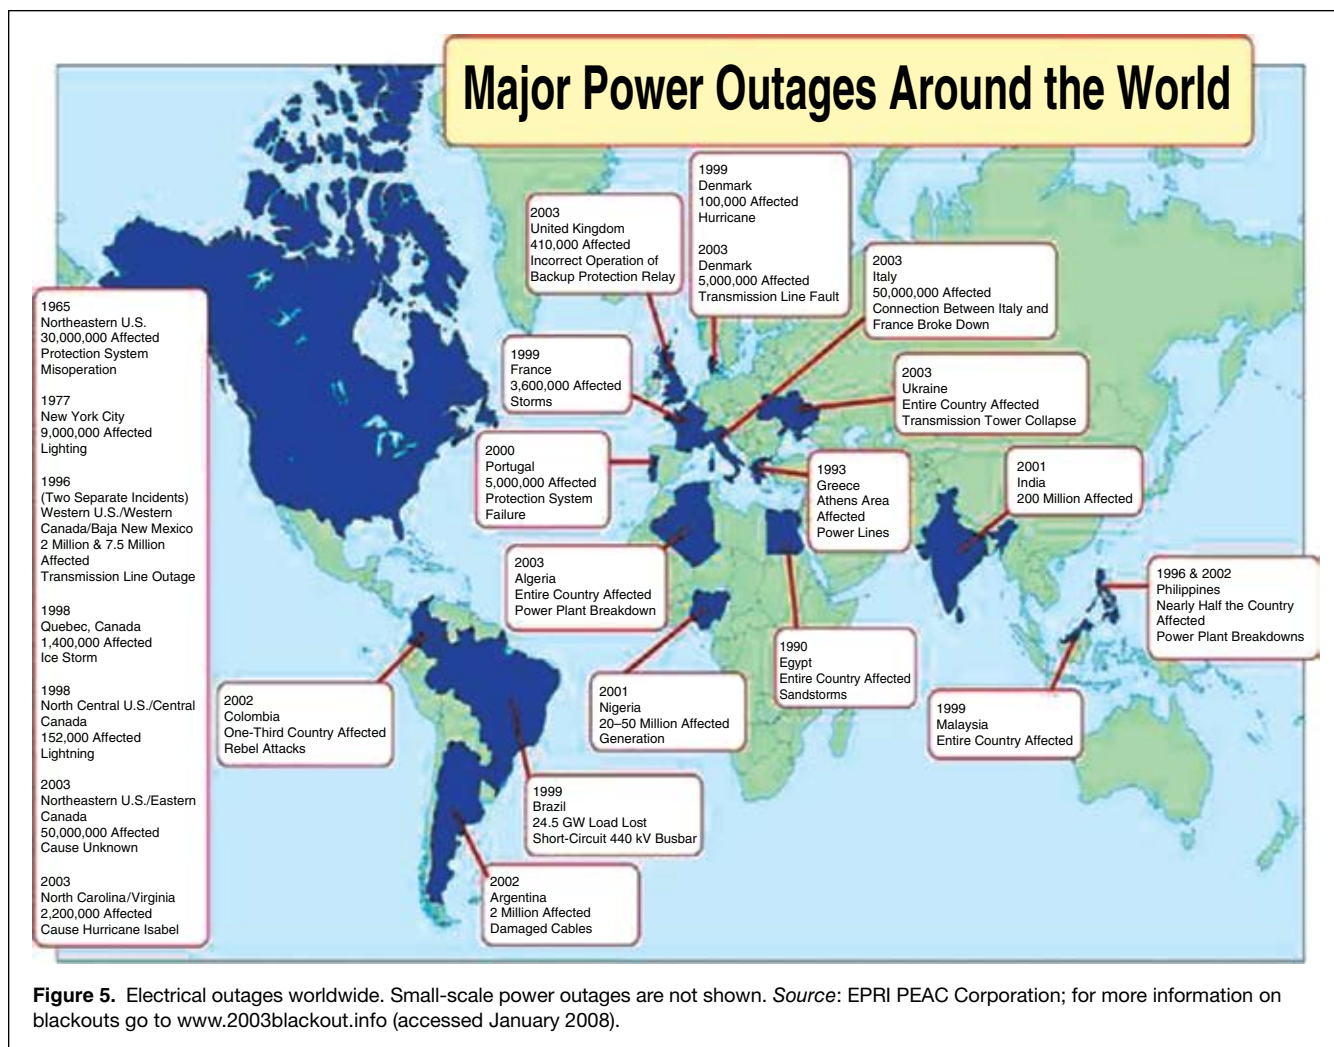 Major Power Outages Around the World
1965
Northeastern U.S.
30,000,000 Affected
Protection System
Misoperation
1977
New York City
9,000,000 Affected
Lighting
1996
(Two Separate Incidents)
Western U.S./Western
Canada/Baja New Mexico
2 Million & 7.5 Million
Affected
Transmission Line Outage
1998
Quebec, Canada
1,400,000 Affected
Ice Storm
1998
North Central U.S./Central
Canada
152,000 Affected
Lightning
2003
Northeastern U.S./Eastern
Canada
50,000,000 Affected
Cause Unknown
2003
North Carolina/Virginia
2,200,000 Affected
Cause Hurricane Isabel
2003
United Kingdom
410,000 Affected
Incorrect Operation of
Backup Protection Relay
1999
Denmark
100,000 Affected
Hurricane
2003
Denmark
5,000,000 Affected
Transmission Line Fault
2003
Italy
50,000,000 Affected
Connection Between Italy and
France Broke Down
1999
France
3,600,000 Affected
Storms
2003
Ukraine
Entire Country Affected
Transmission Tower Collapse
2000
Portugal
5,000,000 Affected
Protection System
Failure
1993
Greece
Athens Area
Affected
Power Lines
2001
India
200 Million Affected
2003
Algeria
Entire Country Affected
Power Plant Breakdown
1996 & 2002
Philippines
Nearly Half the Country
Affected
Power Plant Breakdowns
1990
Egypt
Entire Country Affected
Sandstorms
2002
Colombia
One-Third Country Affected
Rebel Attacks
2001
Nigeria
20–50 Million Affected
Generation
1999
Malaysia
Entire Country Affected
1999
Brazil
24.5 GW Load Lost
Short-Circuit 440 kV Busbar
2002
Argentina
2 Million Affected
Damaged Cables
Figure 5. Electrical outages worldwide. Small-scale power outages are not shown. Source: EPRI PEAC Corporation; for more information on
blackouts go to www.2003blackout.info (accessed January 2008).